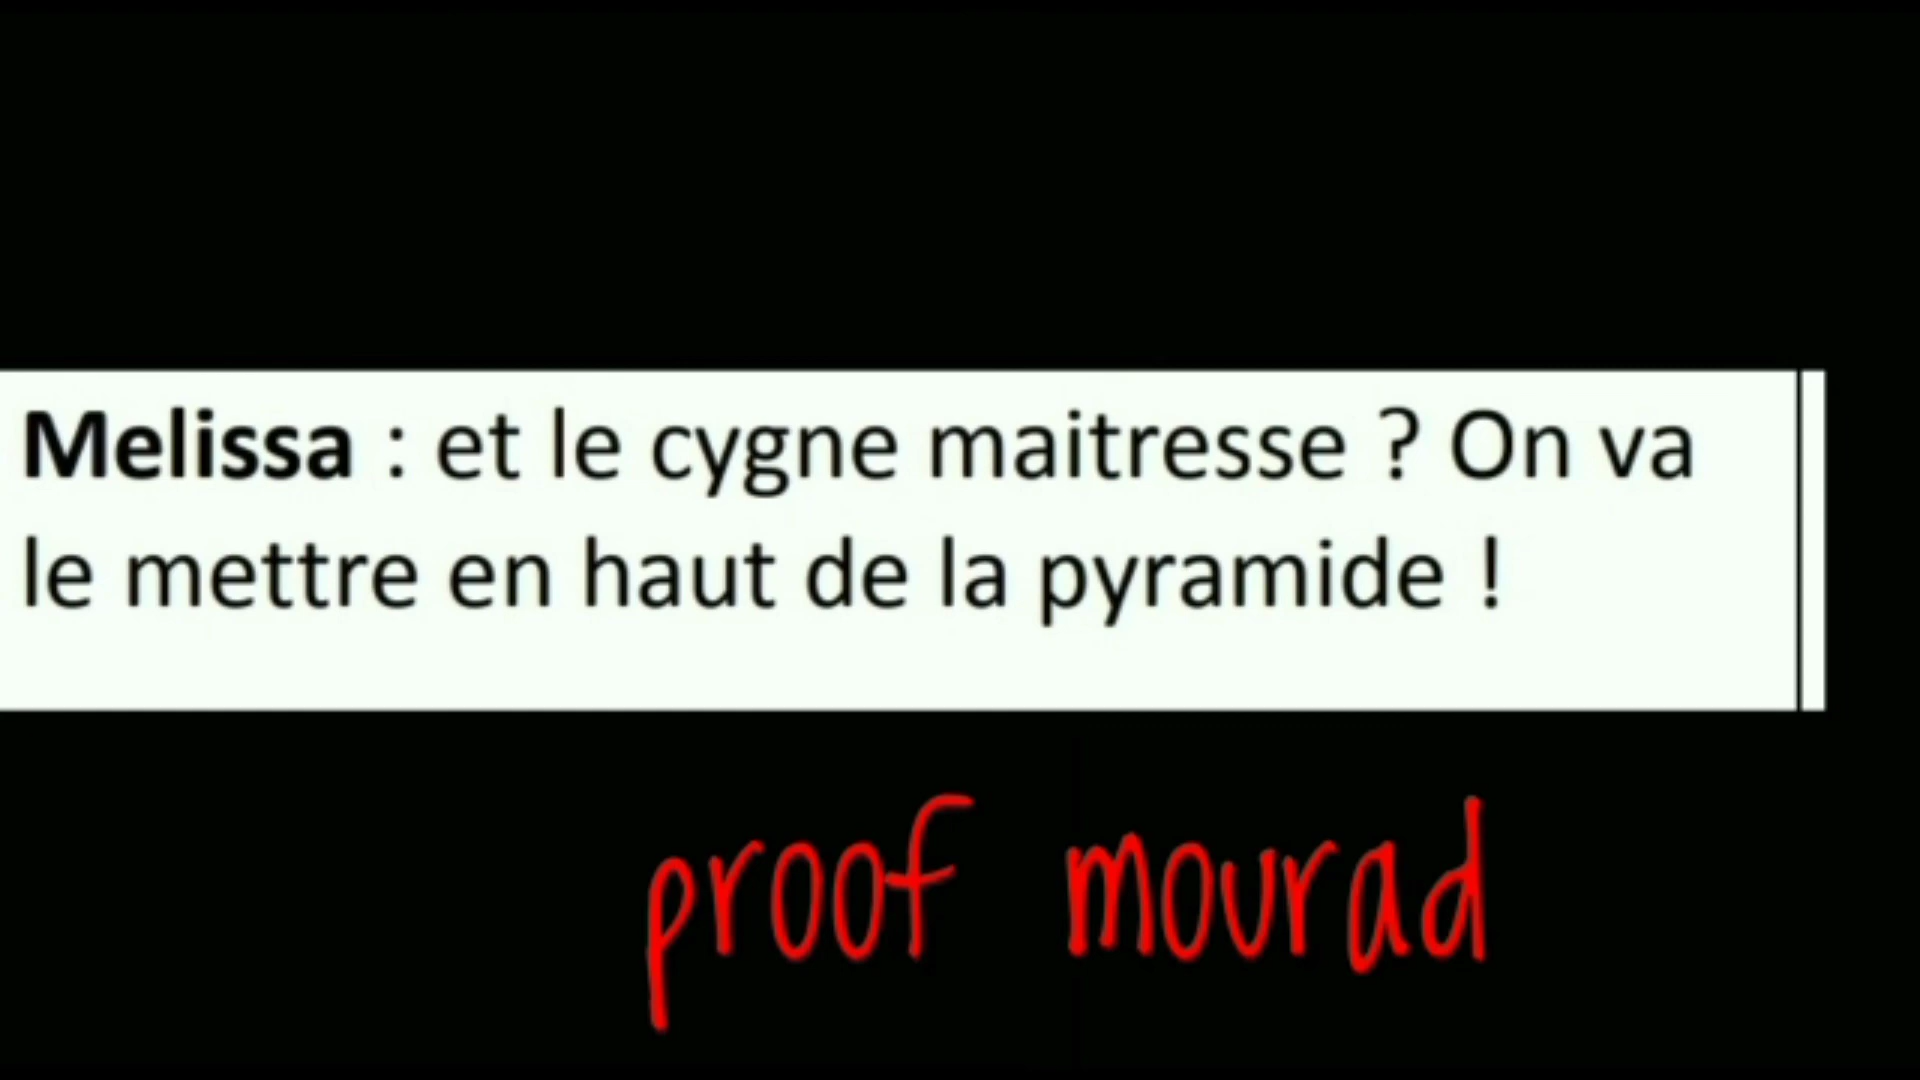 Melissa : et le cygne maitresse ? On va
le mettre en haut de la pyramide !
proof mourad